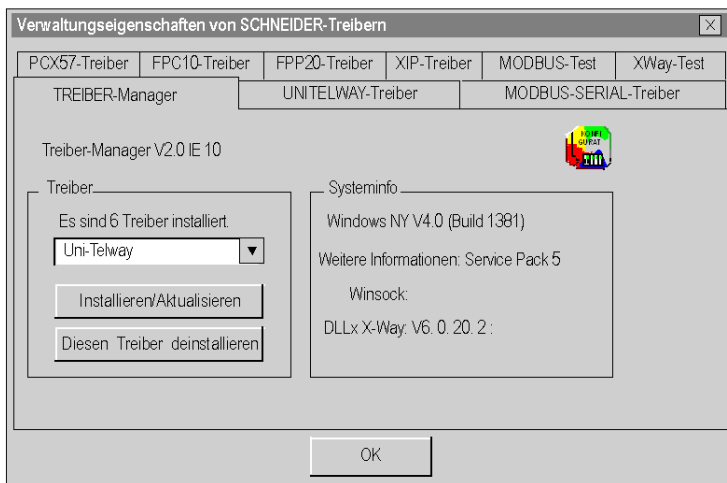 Verwaltungseigenschaften von SCHNEIDER-Treibern
PCX57-Treiber FPC10-Treiber FPP20-Treiber XIP-Treiber MODBUS-Test XWay-Test
TREIBER-Manager UNITELWAY-Treiber MODBUS-SERIAL-Treiber
Treiber-Manager V2.0 IE 10
KONFI
GURAT
Treiber
Es sind 6 Treiber installiert.
Uni-Telway
Installieren/Aktualisieren
Diesen Treiber deinstallieren
Systeminfo
Windows NY V4.0 (Build 1381)
Weitere Informationen: Service Pack 5
Winsock:
DLLx X-Way: V6. 0. 20. 2 :
OK